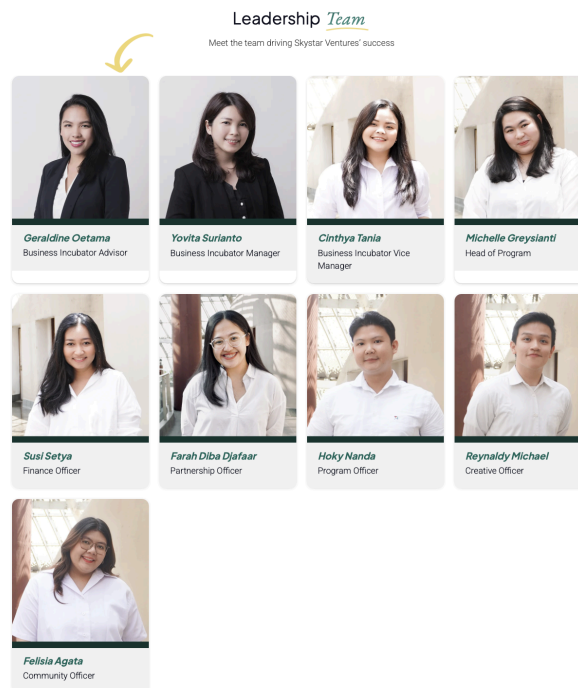 Leadership Team
Meet the team driving Skystar Ventures' success
Geraldine Oetama
Business Incubator Advisor
Yovita Surianto
Business Incubator Manager
Cinthya Tania
Business Incubator Vice
Manager
Michelle Greysianti
Head of Program
Susi Setya
Finance Officer
Farah Diba Djafaar
Partnership Officer
Hoky Nanda
Program Officer
Reynaldy Michael
Creative Officer
Felisia Agata
Community Officer